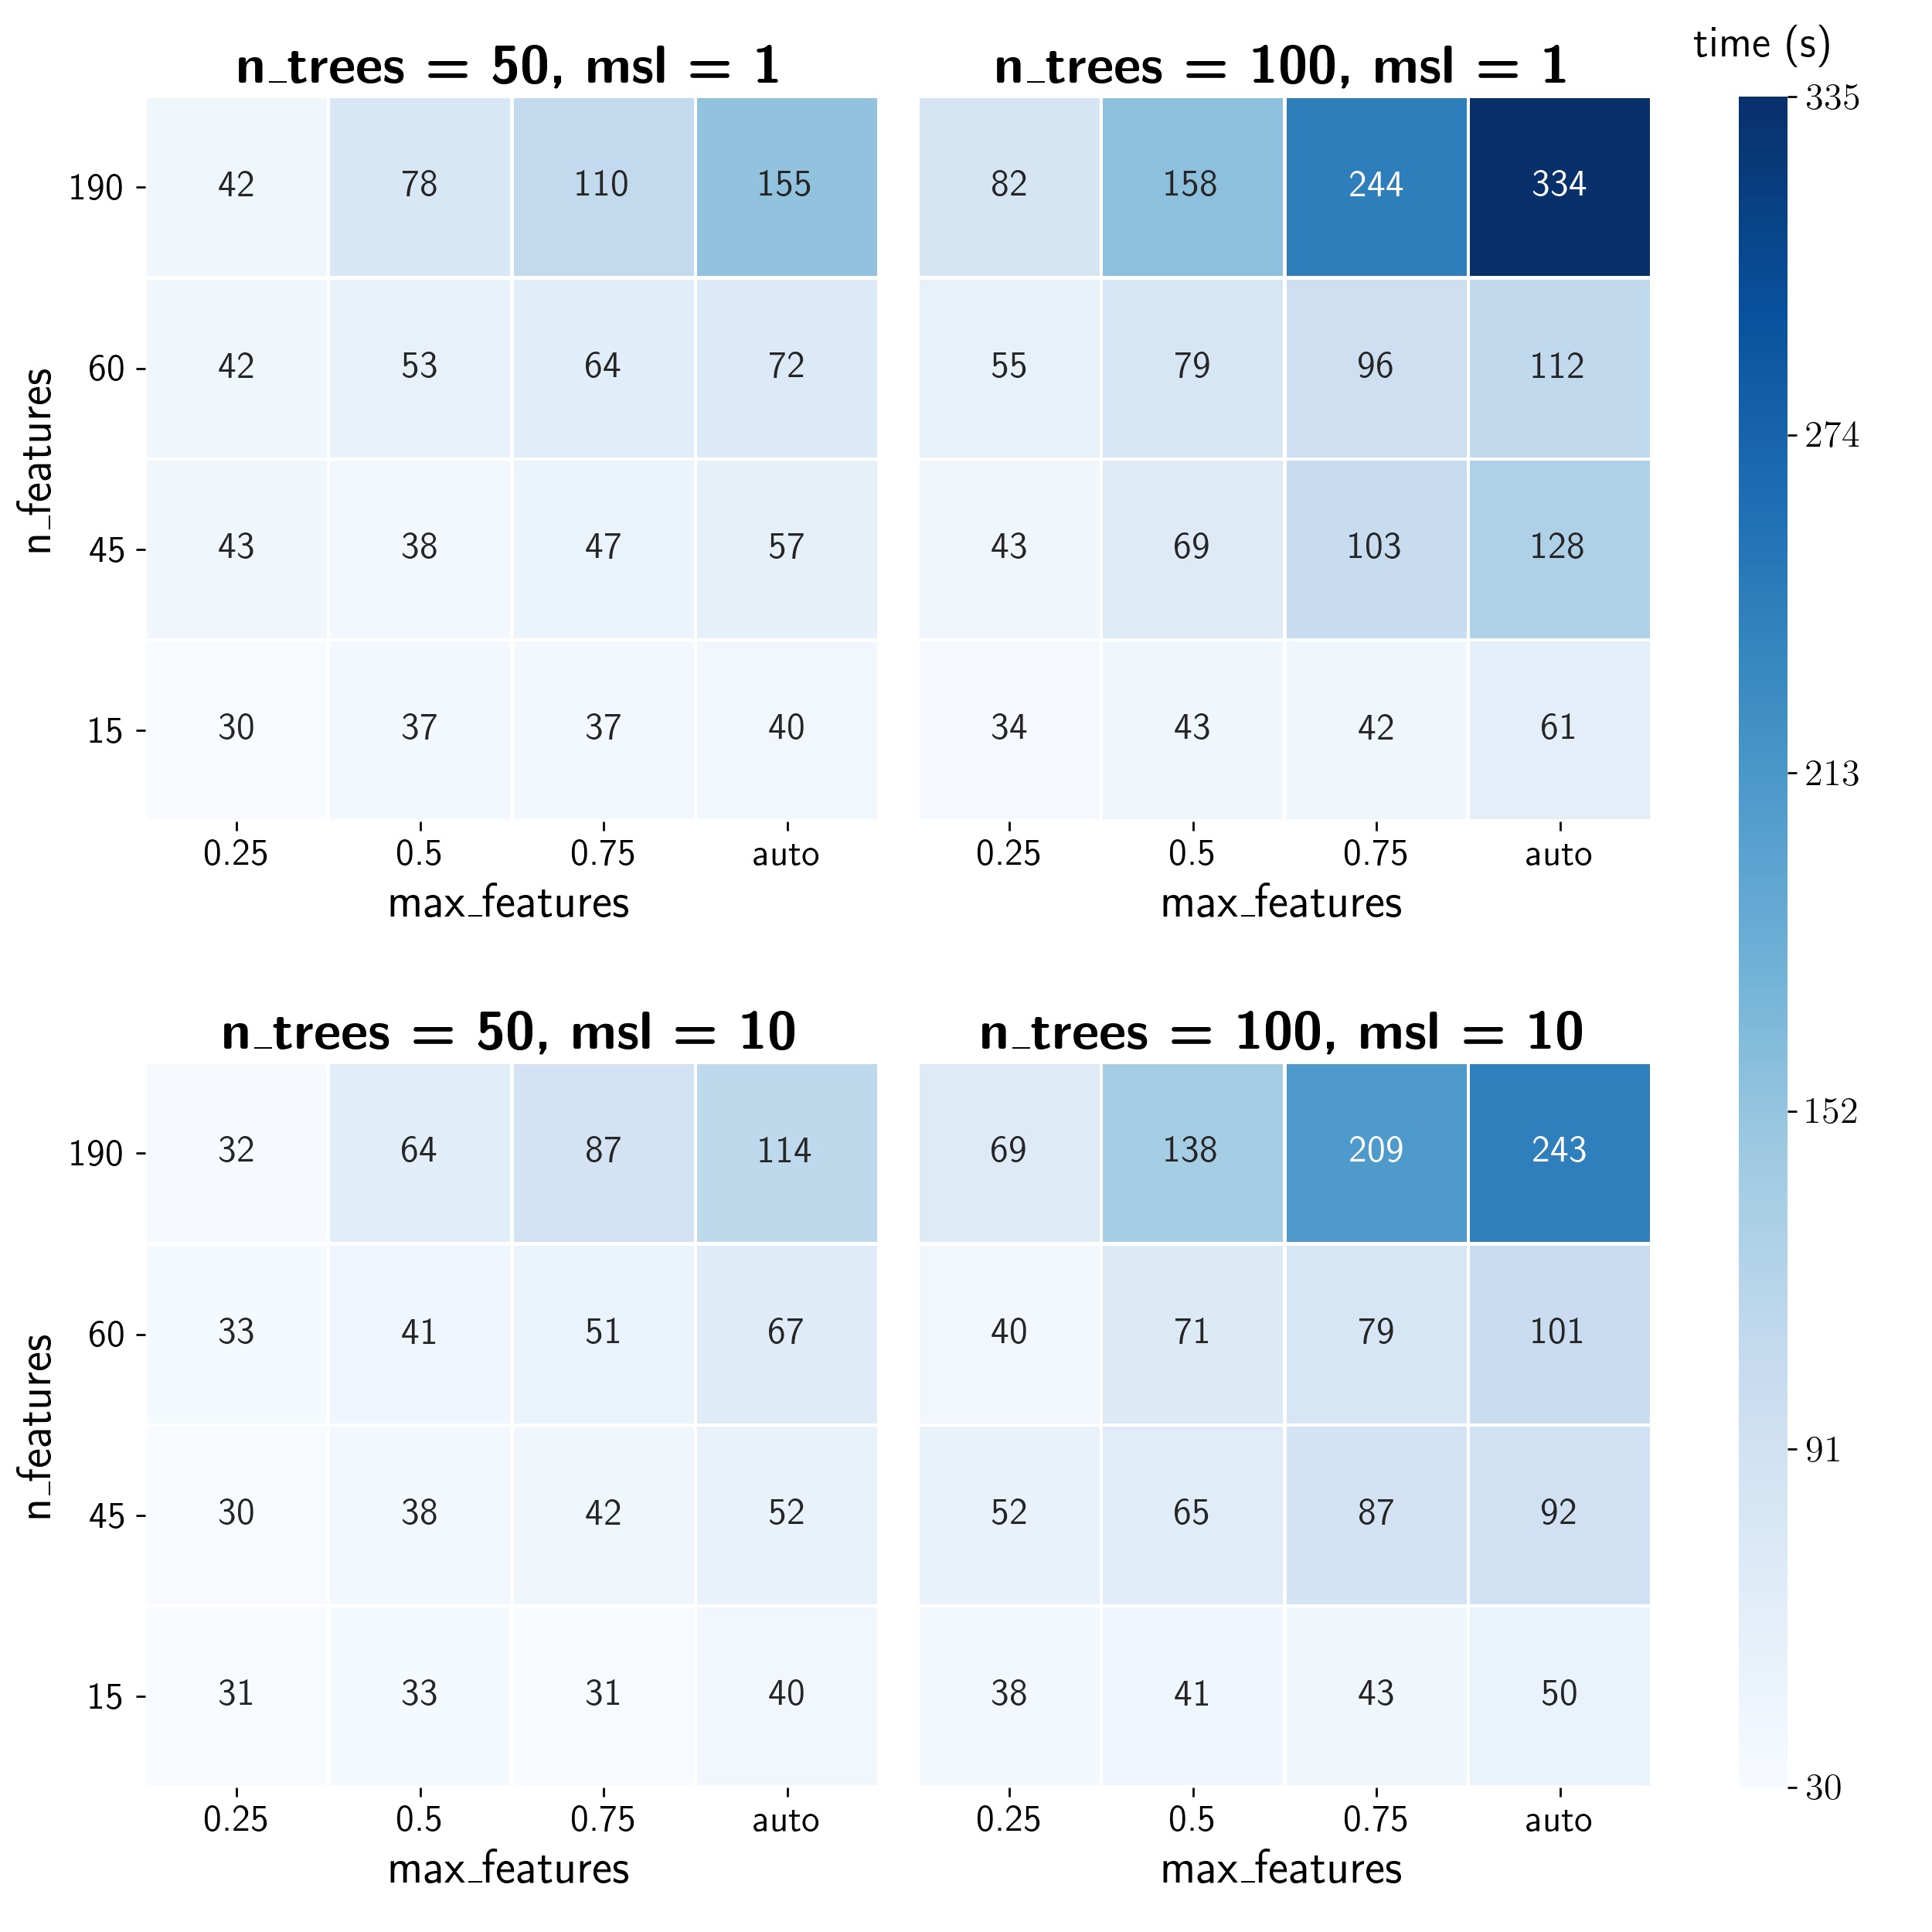 time (s)
n_trees = 50, msl = 1
n_trees = 100, msl = 1
335
190 42 78 110 155 82 158 244 334
60 42 53 64 72 55 79 96 112
274
n_features
45 43 38 47 57 43 69 103 128
15 30 37 37 40 34 43 42 61
213
0.25 0.5 0.75 auto 0.25 0.5 0.75 auto
max_features max_features
n_trees = 50, msl = 10
n_trees = 100, msl = 10
152
190 32 64 87 114 69 138 209 243
60 33 41 51 67 40 71 79 101
n_features
91
45 30 38 42 52 52 65 87 92
15 31 33 31 40 38 41 43 50
30
0.25 0.5 0.75 auto 0.25 0.5 0.75 auto
max_features max_features